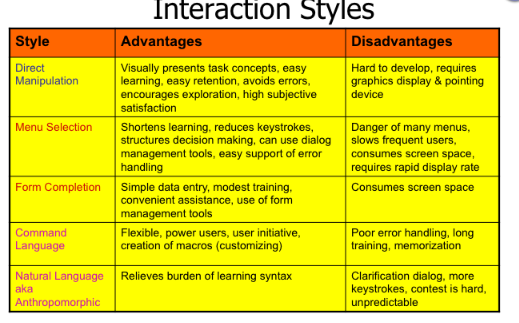 Interaction Styles
Style
Advantages
Disadvantages
Direct
Manipulation
Visually presents task concepts, easy
learning, easy retention, avoids errors,
encourages exploration, high subjective
satisfaction
Hard to develop, requires
graphics display & pointing
device
Menu Selection
Shortens learning, reduces keystrokes,
structures decision making, can use dialog
management tools, easy support of error
handling
Danger of many menus,
slows frequent users,
consumes screen space,
requires rapid display rate
Form Completion
Simple data entry, modest training,
convenient assistance, use of form
management tools
Consumes screen space
Command
Language
Flexible, power users, user initiative,
creation of macros (customizing)
Poor error handling, long
training, memorization
Natural Language
aka
Anthropomorphic
Relieves burden of learning syntax
Clarification dialog, more
keystrokes, contest is hard,
unpredictable